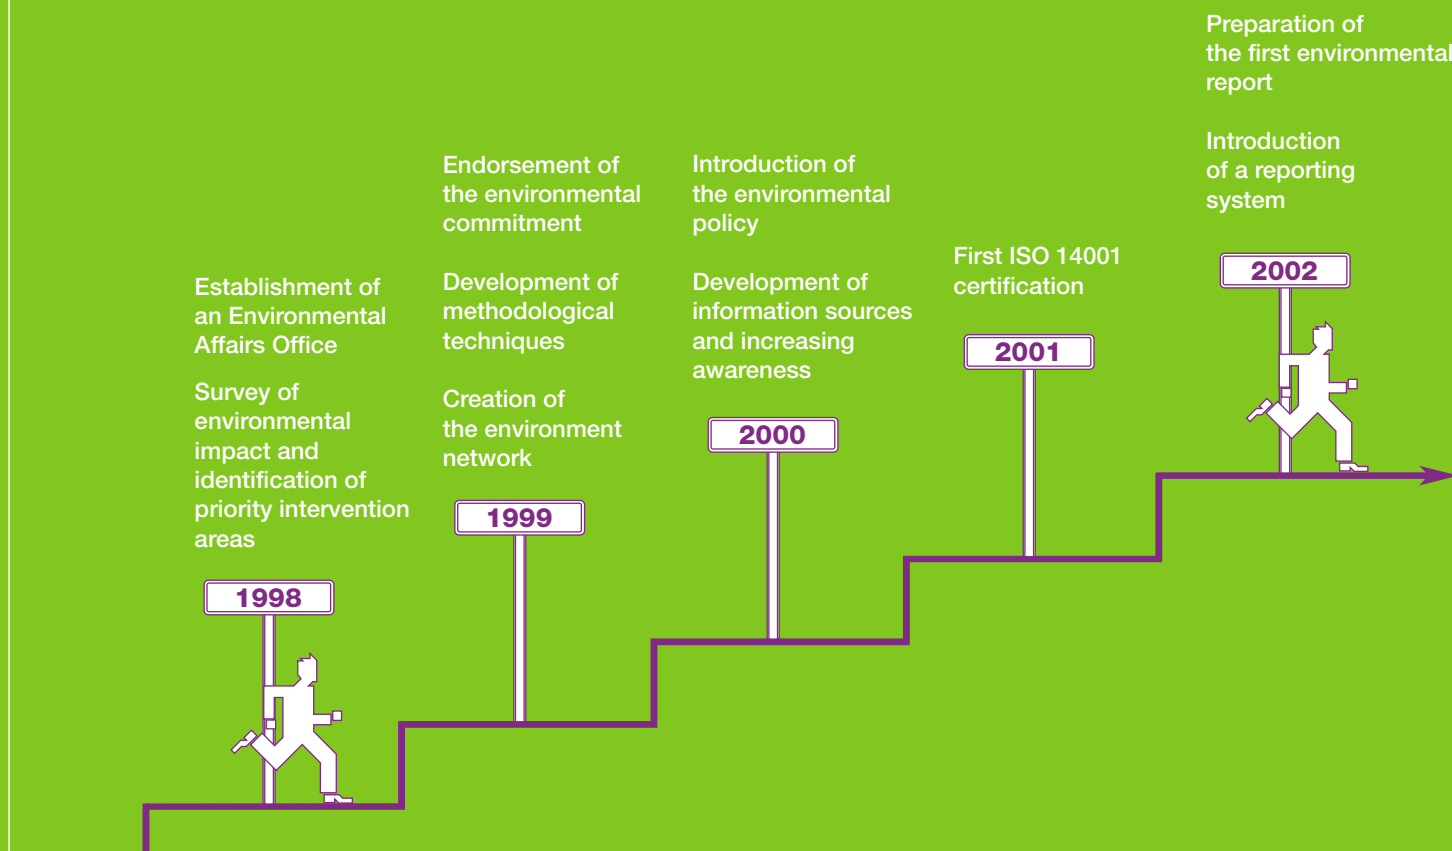 Establishment of
an Environmental
Affairs Office
Survey of
environmental
impact and
identification of
priority intervention
areas
1998
Endorsement of
the environmental
commitment
Development of
methodological
techniques
Creation of
the environment
network
1999
Introduction of
the environmental
policy
Development of
information sources
and increasing
awareness
2000
First ISO 14001
certification
2001
Preparation of
the first environmental
report
Introduction
of a reporting
system
2002